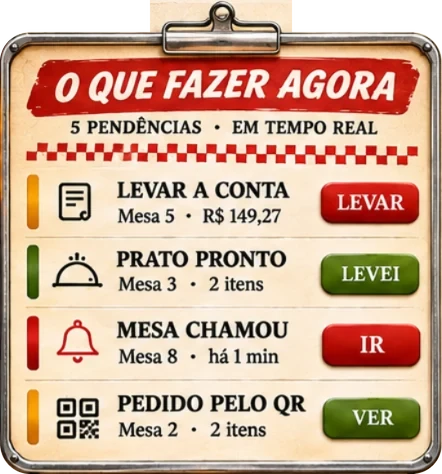 O QUE FAZER AGORA
5 PENDÊNCIAS • EM TEMPO REAL
LEVAR A CONTA
Mesa 5 • R$ 149,27
LEVAR
PRATO PRONTO
Mesa 3 • 2 itens
LEVEI
MESA CHAMOU
Mesa 8 • há 1 min
IR
PEDIDO PELO QR
Mesa 2 • 2 itens
VER